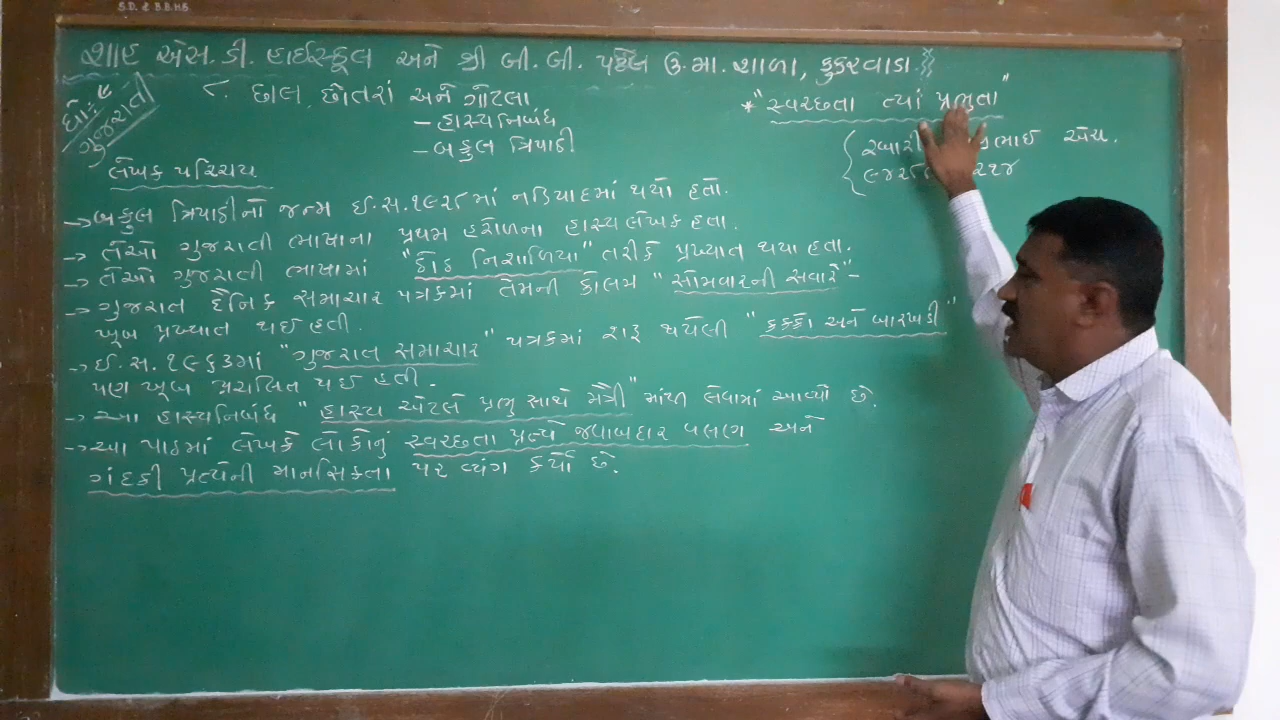 S.D. & B.B.H.S.
શાહ એસ.ડી. હાઈસ્કૂલ અને શ્રી બી.બી. પટેલ ઉ.મા.શાળા, કુકરવાડા.
ધો: ૯
ગુજરાતી
૮. છાલ, છોતરાં અને ગોટલા
- હાસ્યનિબંધ
- બકુલ ત્રિપાઠી
* "સ્વચ્છતા ત્યાં પ્રભુતા"
રબારી ભાઈ એચ.
લેખક પરિચય
→ બકુલ ત્રિપાઠીનો જન્મ ઈ.સ.૧૯૨૮માં નડિયાદમાં થયો હતો.
→ તેઓ ગુજરાતી ભાષાના પ્રથમ હરોળના હાસ્યલેખક હતા.
→ તેઓ ગુજરાતી ભાષામાં "ઠોઠ નિશાળિયા" તરીકે પ્રખ્યાત થયા હતા.
→ ગુજરાત દૈનિક સમાચાર પત્રકમાં તેમની કોલમ "સોમવારની સવારે" -
ખૂબ પ્રખ્યાત થઈ હતી.
→ ઈ.સ.૧૯૬૩માં "ગુજરાત સમાચાર" પત્રકમાં શરૂ થયેલી "કક્કો અને બારખડી"
પણ ખૂબ પ્રચલિત થઈ હતી.
→ આ હાસ્યનિબંધ "હાસ્ય એટલે પ્રભુ સાથે મૈત્રી" માંથી લેવામાં આવ્યો છે.
→ આ પાઠમાં લેખકે લોકોનું સ્વચ્છતા પ્રત્યે જવાબદાર વલણ અને
ગંદકી પ્રત્યેની માનસિકતા પર વ્યંગ કર્યો છે.